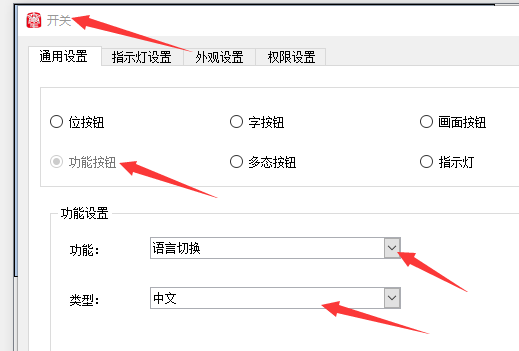 开关
通用设置 指示灯设置 外观设置 权限设置
位按钮 字按钮 画面按钮
功能按钮 多态按钮 指示灯
功能设置
功能： 语言切换
类型： 中文